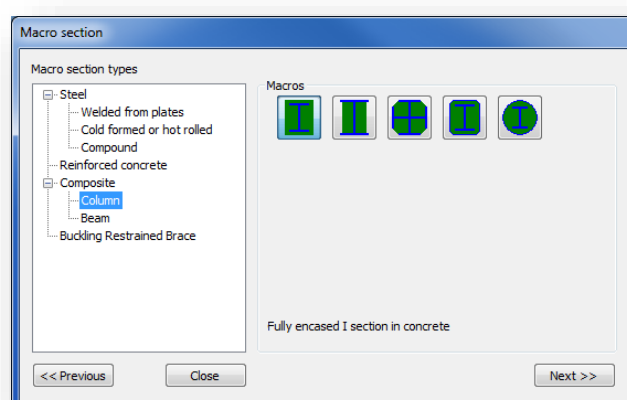 Macro section
Macro section types
Steel
Welded from plates
Cold formed or hot rolled
Compound
Reinforced concrete
Composite
Column
Beam
Buckling Restrained Brace
Macros
Fully encased I section in concrete
<< Previous
Close
Next >>